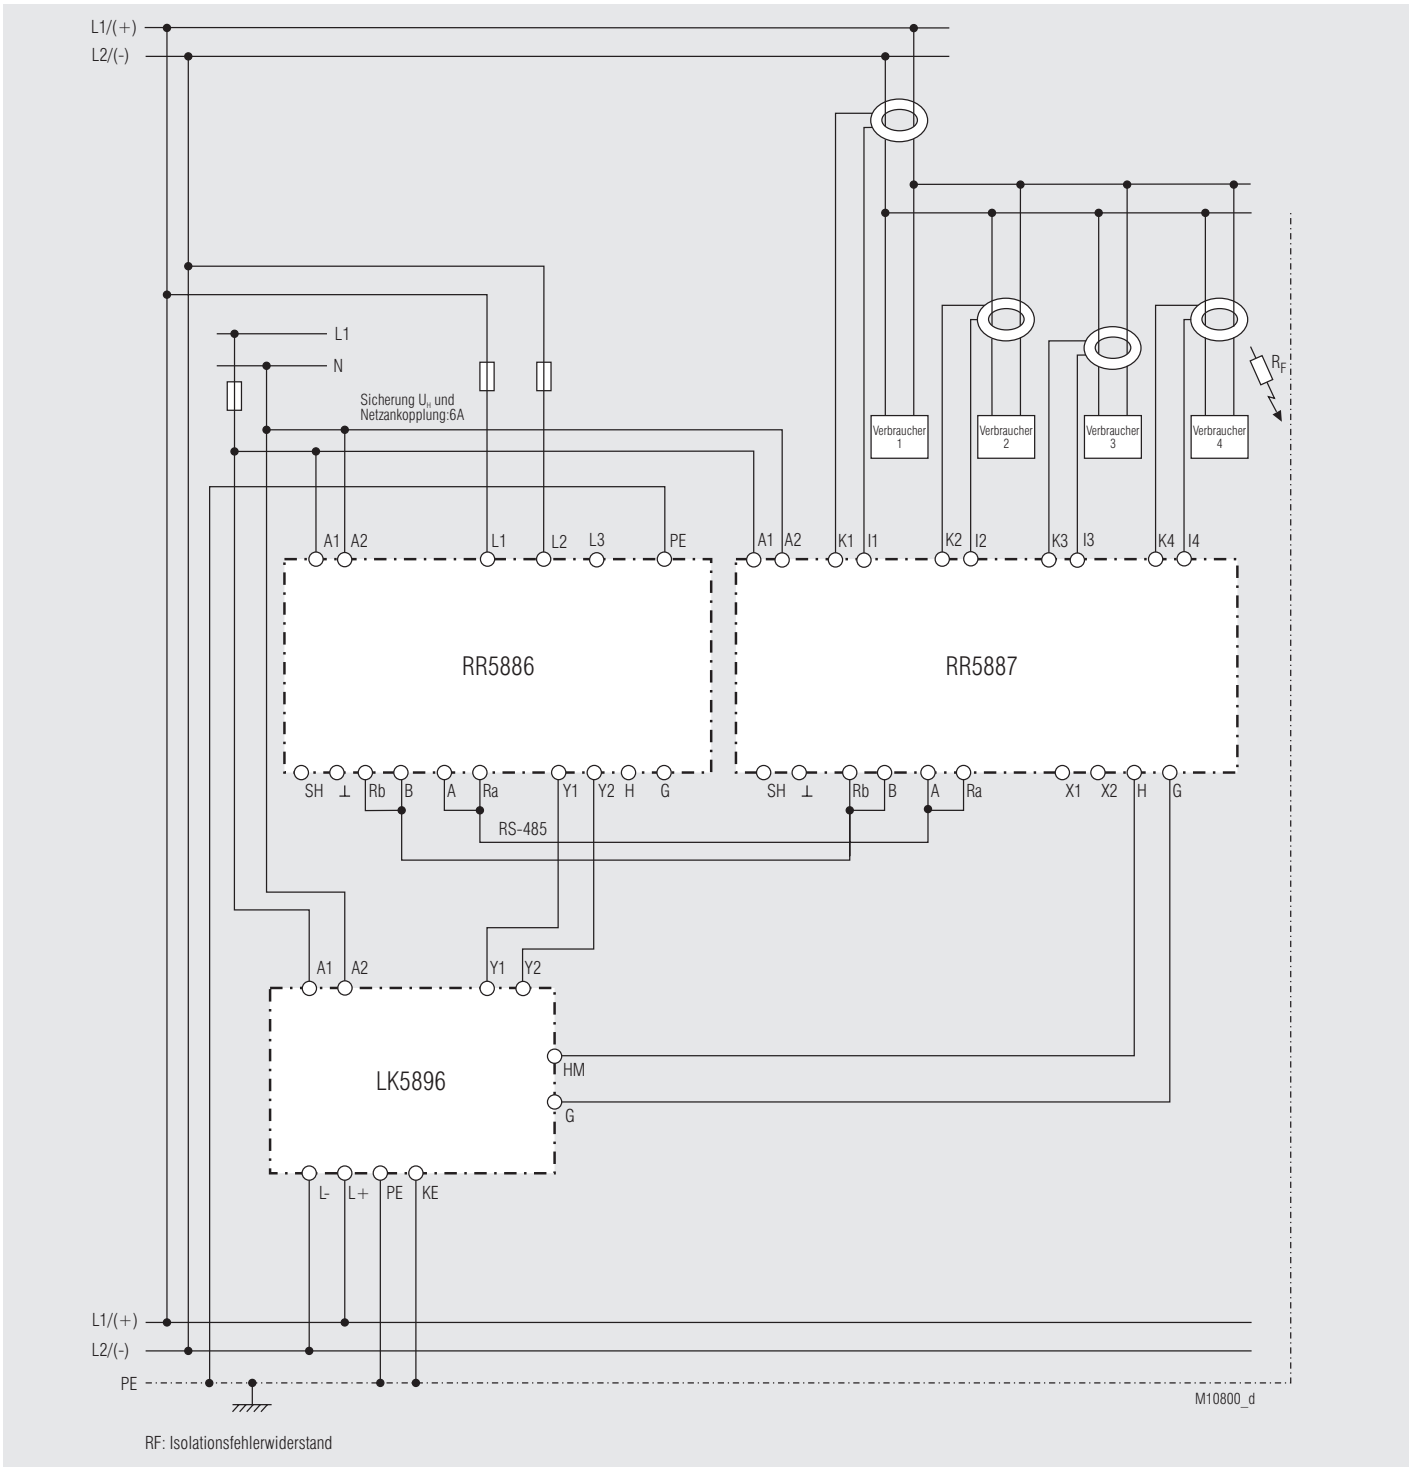 L1/(+)
L2/(-)
L1
N
Sicherung U_H und
Netzankopplung:6A
R_F
Verbraucher
1
Verbraucher
2
Verbraucher
3
Verbraucher
4
A1 A2 L1 L2 L3 PE
A1 A2 K1 I1 K2 I2 K3 I3 K4 I4
RR5886
RR5887
SH ⊥ Rb B A Ra Y1 Y2 H G
SH ⊥ Rb B A Ra X1 X2 H G
RS-485
A1 A2 Y1 Y2
LK5896
HM
G
L- L+ PE KE
L1/(+)
L2/(-)
PE
M10800_d
RF: Isolationsfehlerwiderstand